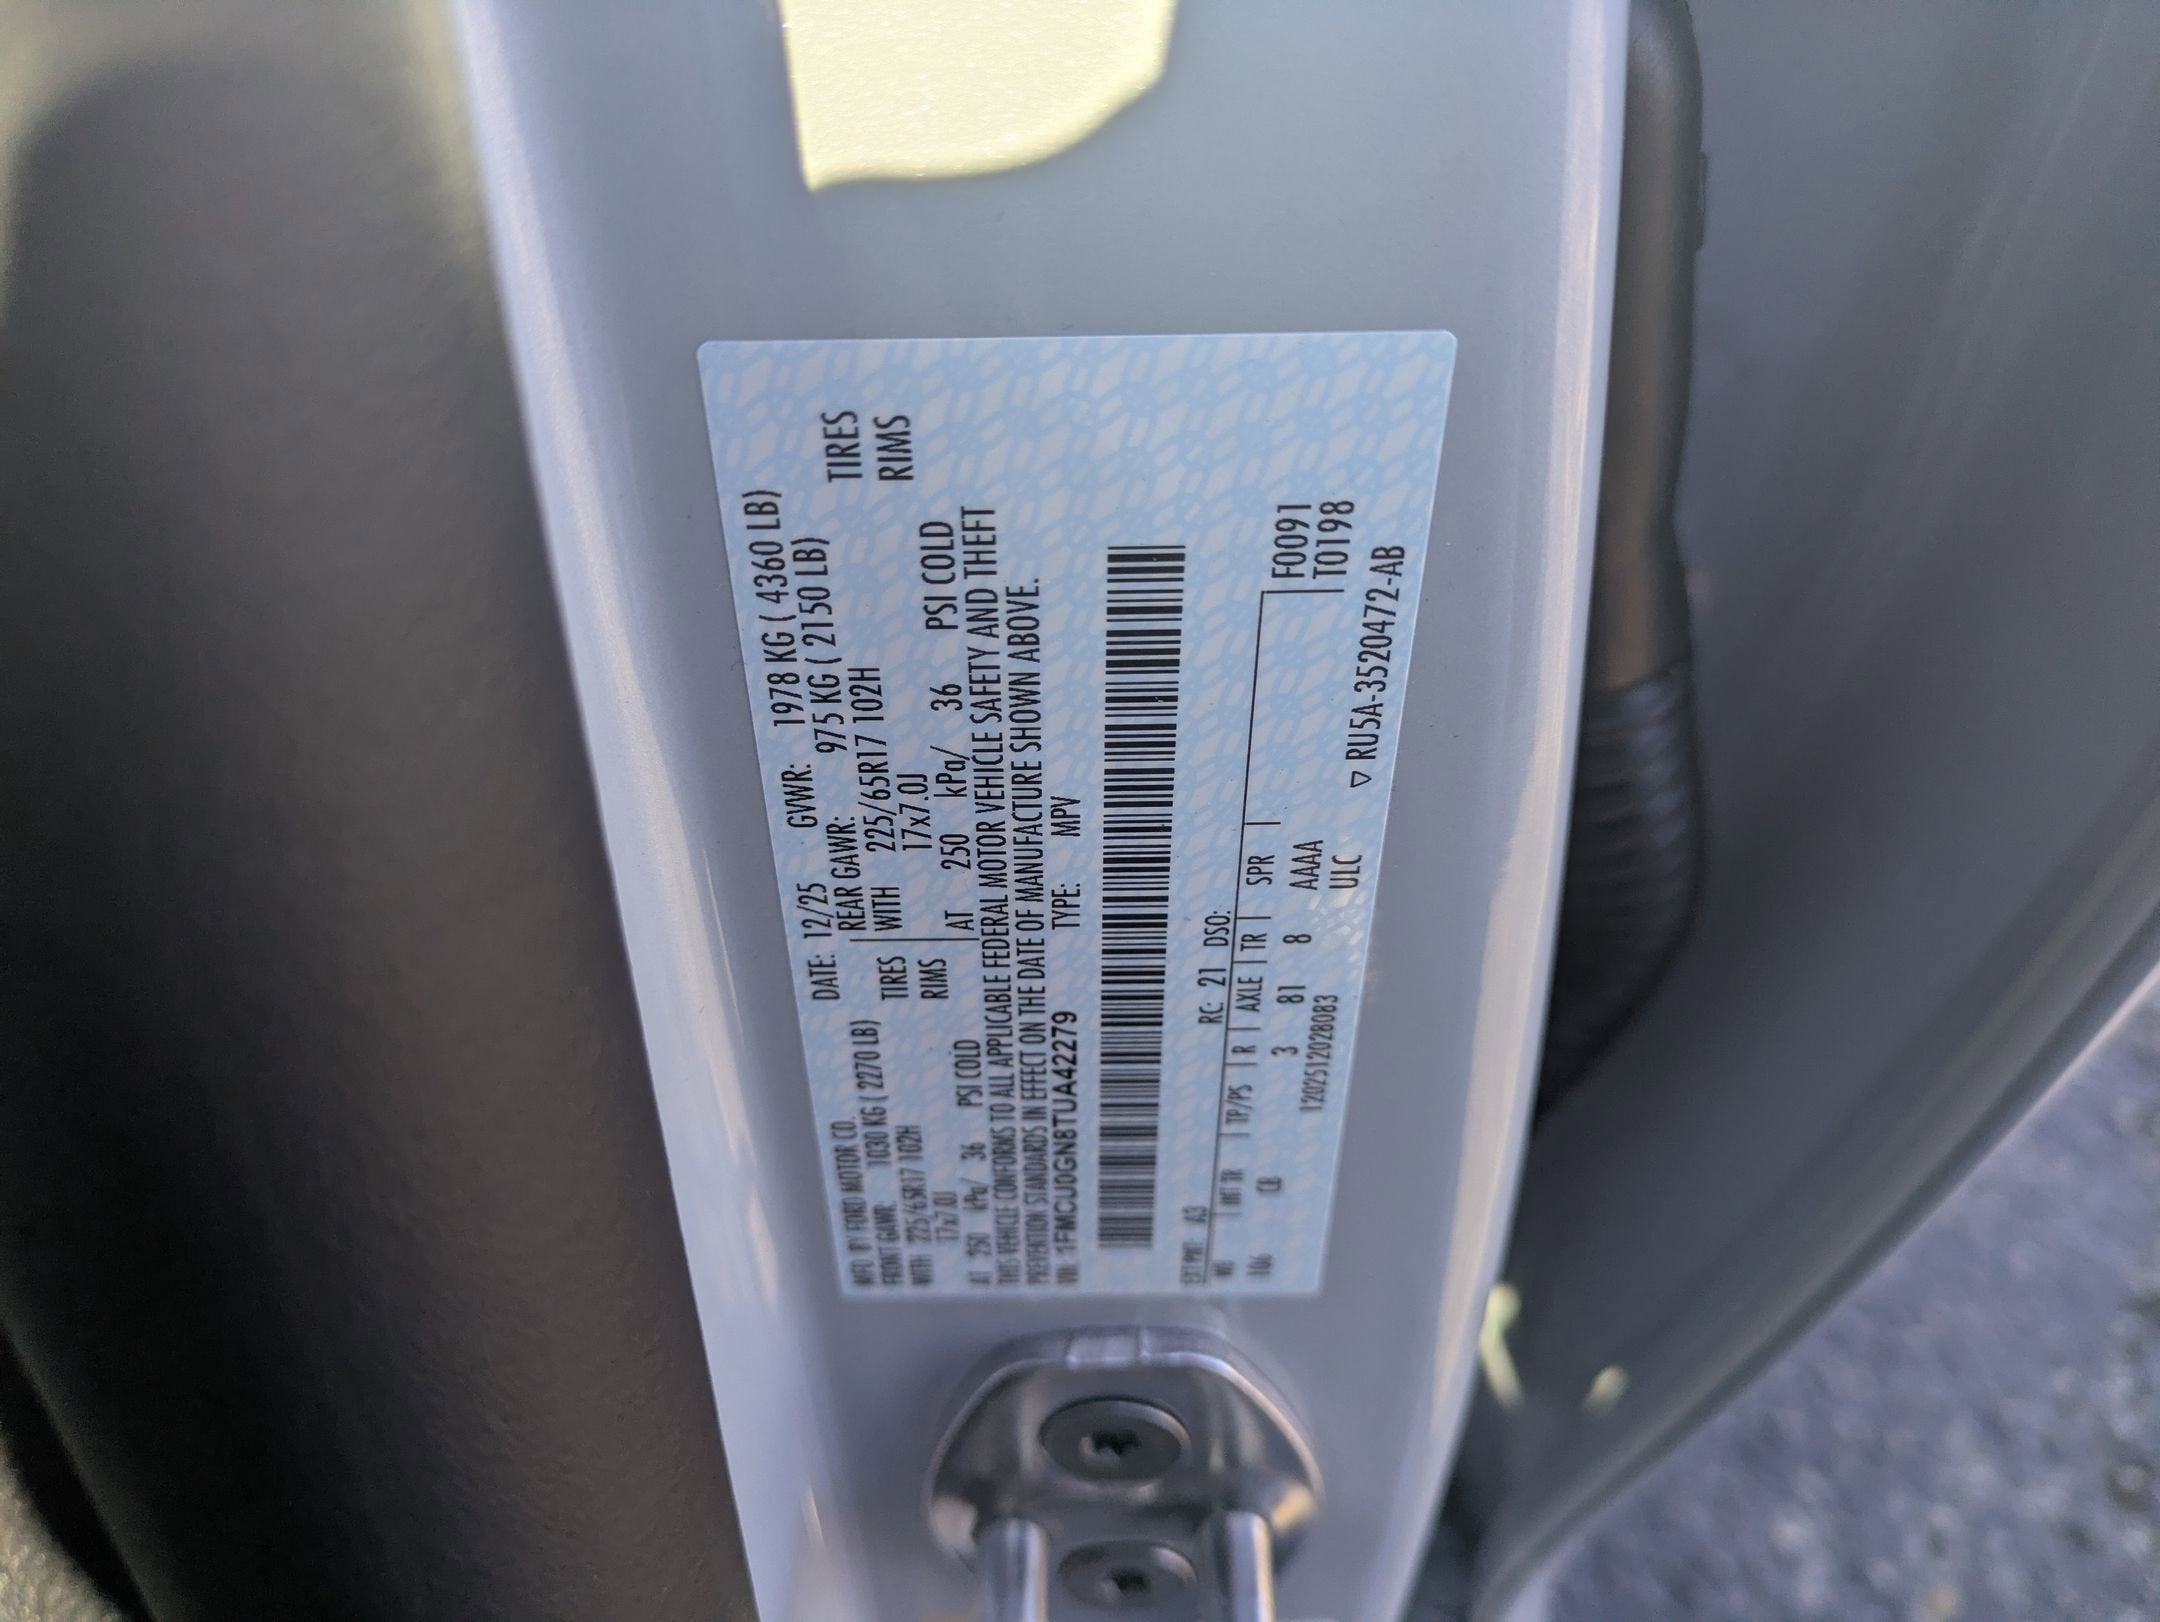 MFD. BY FORD MOTOR CO. DATE: 12/25 GVWR: 1978 KG ( 4360 LB)
FRONT GAWR: 1030 KG ( 2270 LB) REAR GAWR: 975 KG ( 2150 LB)
WITH 225/65R17 102H TIRES WITH 225/65R17 102H TIRES
17x7.0J RIMS 17x7.0J RIMS
AT 250 kPa/ 36 PSI COLD AT 250 kPa/ 36 PSI COLD
THIS VEHICLE CONFORMS TO ALL APPLICABLE FEDERAL MOTOR VEHICLE SAFETY AND THEFT
PREVENTION STANDARDS IN EFFECT ON THE DATE OF MANUFACTURE SHOWN ABOVE.
VIN: 1FMCU0GN8TUA42279 TYPE: MPV
EXT PNT: A3 RC: 21 DSO:
WB | INT TR | TP/PS | R | AXLE | TR | SPR | F0091
106 CB 3 81 8 AAAA T0198
12025120280​83 ULC
▽ RU5A-3520472-AB